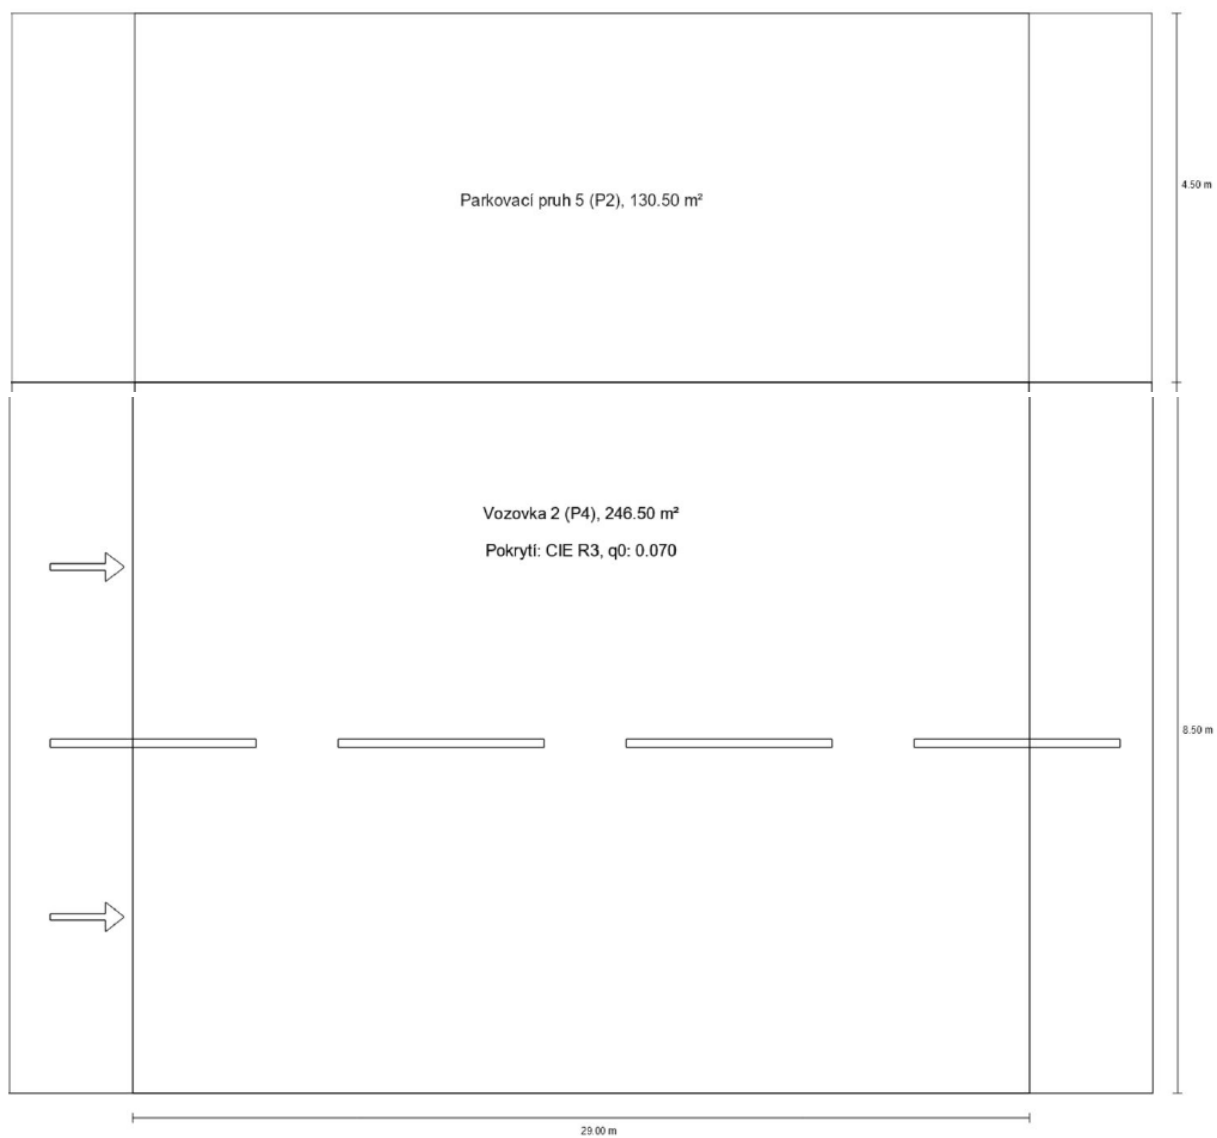 Parkovací pruh 5 (P2), 130.50 m²
4.50 m
Vozovka 2 (P4), 246.50 m²
Pokrytí: CIE R3, q0: 0.070
8.50 m
29.00 m